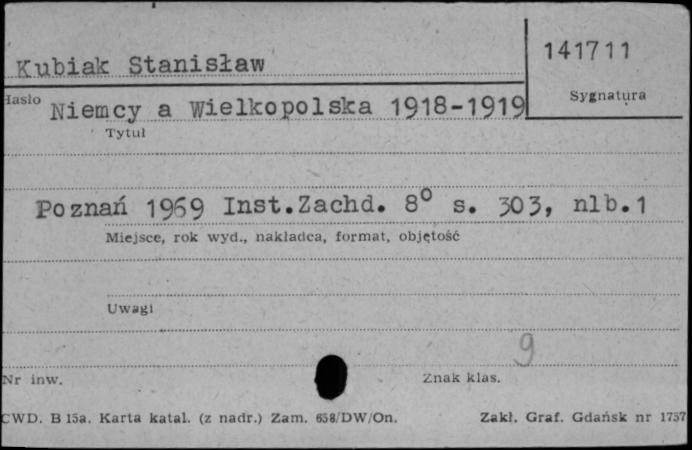 141711
Kubiak Stanisław
Hasło
Sygnatura
Niemcy a Wielkopolska 1918-1919
Tytuł
Poznań 1969 Inst.Zachd. 8° s. 303, nlb.1
Miejsce, rok wyd., nakładca, format, objętość
Uwagi
9
Nr inw.
Znak klas.
CWD. B 15a. Karta katal. (z nadr.) Zam. 658/DW/On.
Zakł. Graf. Gdańsk nr 1757